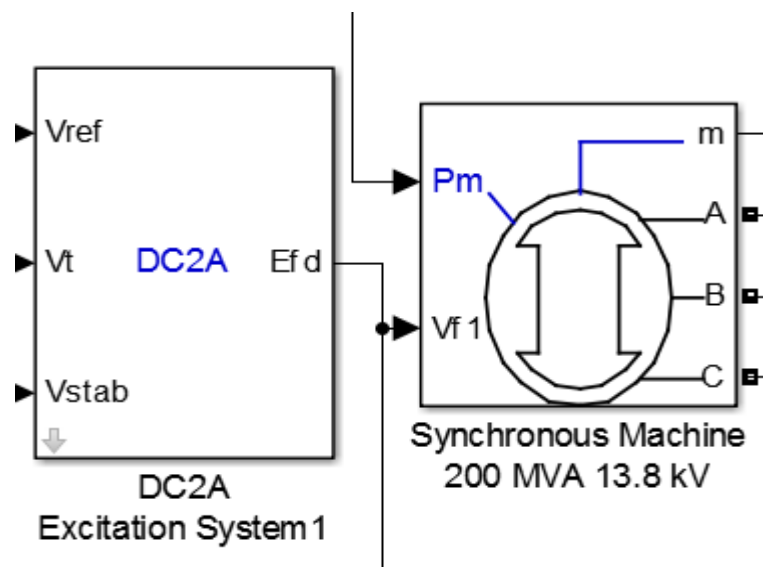 Vref
Vt
Vstab
DC2A
Efd
DC2A
Excitation System1
Pm
Vf1
m
A
B
C
Synchronous Machine
200 MVA 13.8 kV